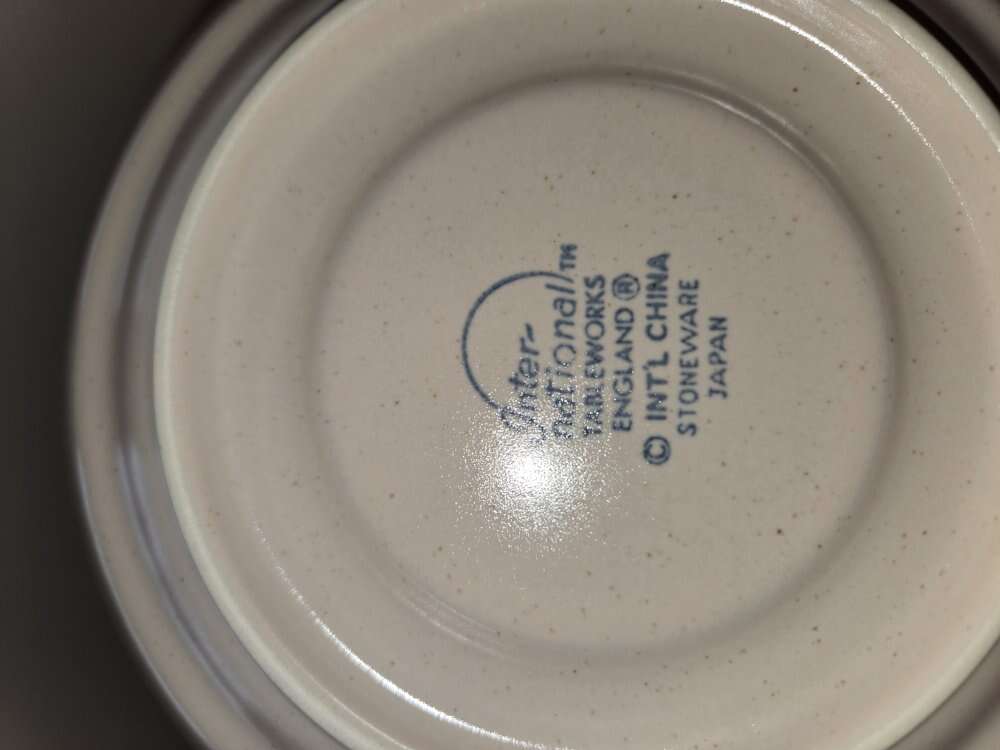 Inter-
national™
TABLEWORKS
ENGLAND ®
© INT'L CHINA
STONEWARE
JAPAN